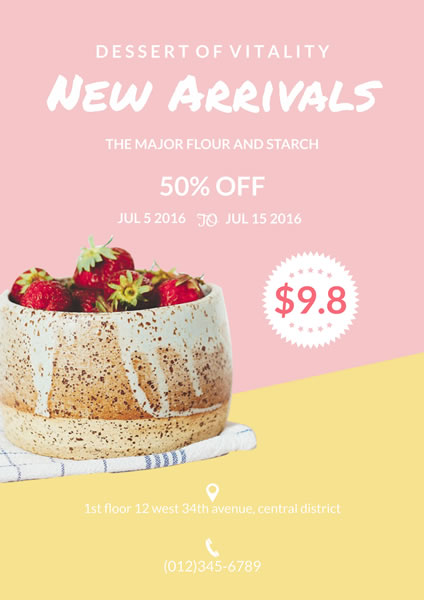 DESSERT OF VITALITY
NEW ARRIVALS
THE MAJOR FLOUR AND STARCH
50% OFF
JUL 5 2016 TO JUL 15 2016
$9.8
1st floor 12 west 34th avenue, central district
(012)345-6789